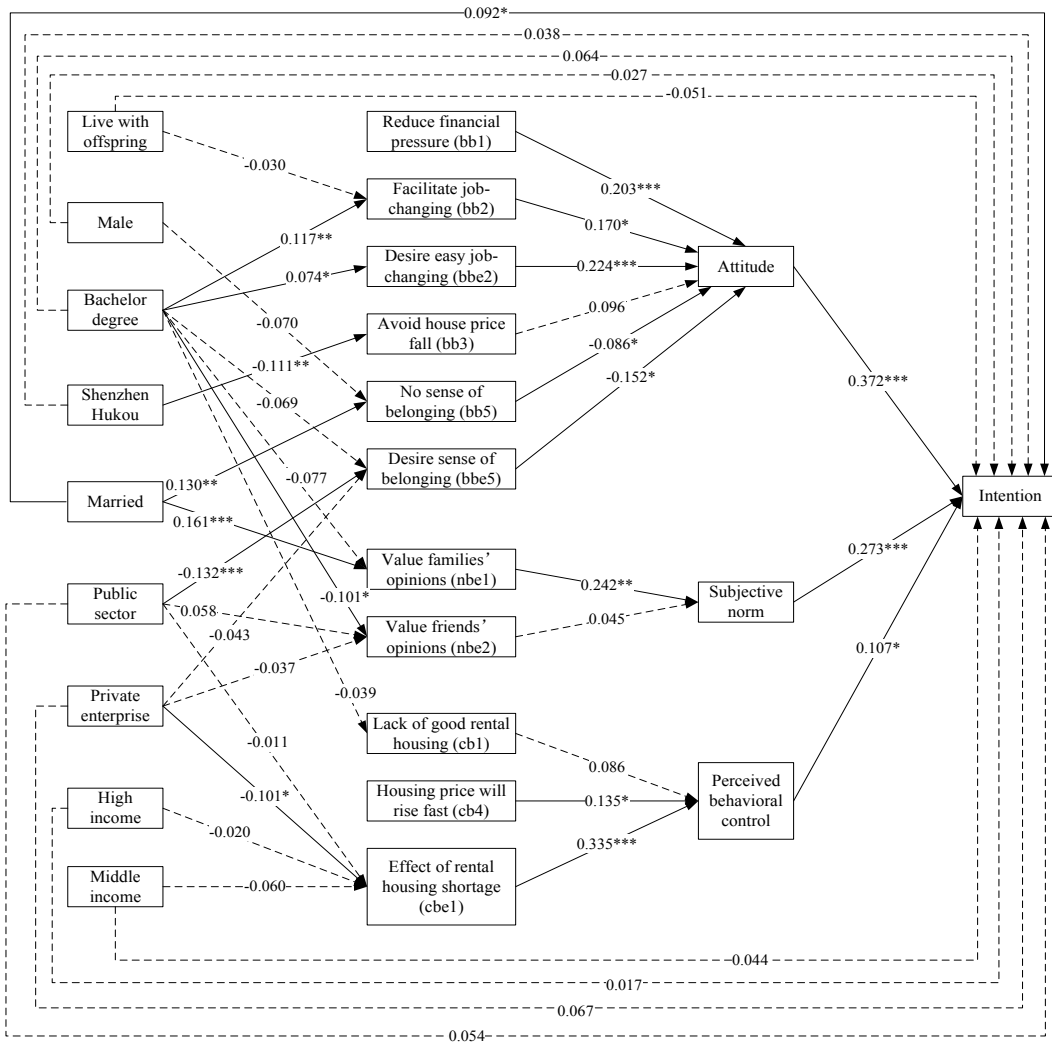 0.092*
0.038
0.064
0.027
-0.051
Live with
offspring
Reduce financial
pressure (bb1)
-0.030
0.203***
Facilitate job-
changing (bb2)
Male
0.170*
0.117**
Desire easy job-
changing (bbe2)
0.224***
Attitude
0.074*
Bachelor
degree
-0.070
Avoid house price
fall (bb3)
0.096
-0.086*
-0.111**
-0.152*
0.372***
Shenzhen
Hukou
-0.069
No sense of
belonging (bb5)
Desire sense of
belonging (bbe5)
-0.077
0.130**
Married
Intention
0.161***
0.273***
Value families’
opinions (nbe1)
-0.132***
0.242**
-0.101*
Public
sector
0.058
Subjective
norm
Value friends’
opinions (nbe2)
0.045
-0.043
0.107*
-0.037
Private
enterprise
-0.039
Lack of good rental
housing (cb1)
-0.011
0.086
Perceived
behavioral
control
High
income
-0.101*
Housing price will
rise fast (cb4)
0.135*
-0.020
0.335***
Effect of rental
housing shortage
(cbe1)
Middle
income
-0.060
0.044
0.017
0.067
0.054